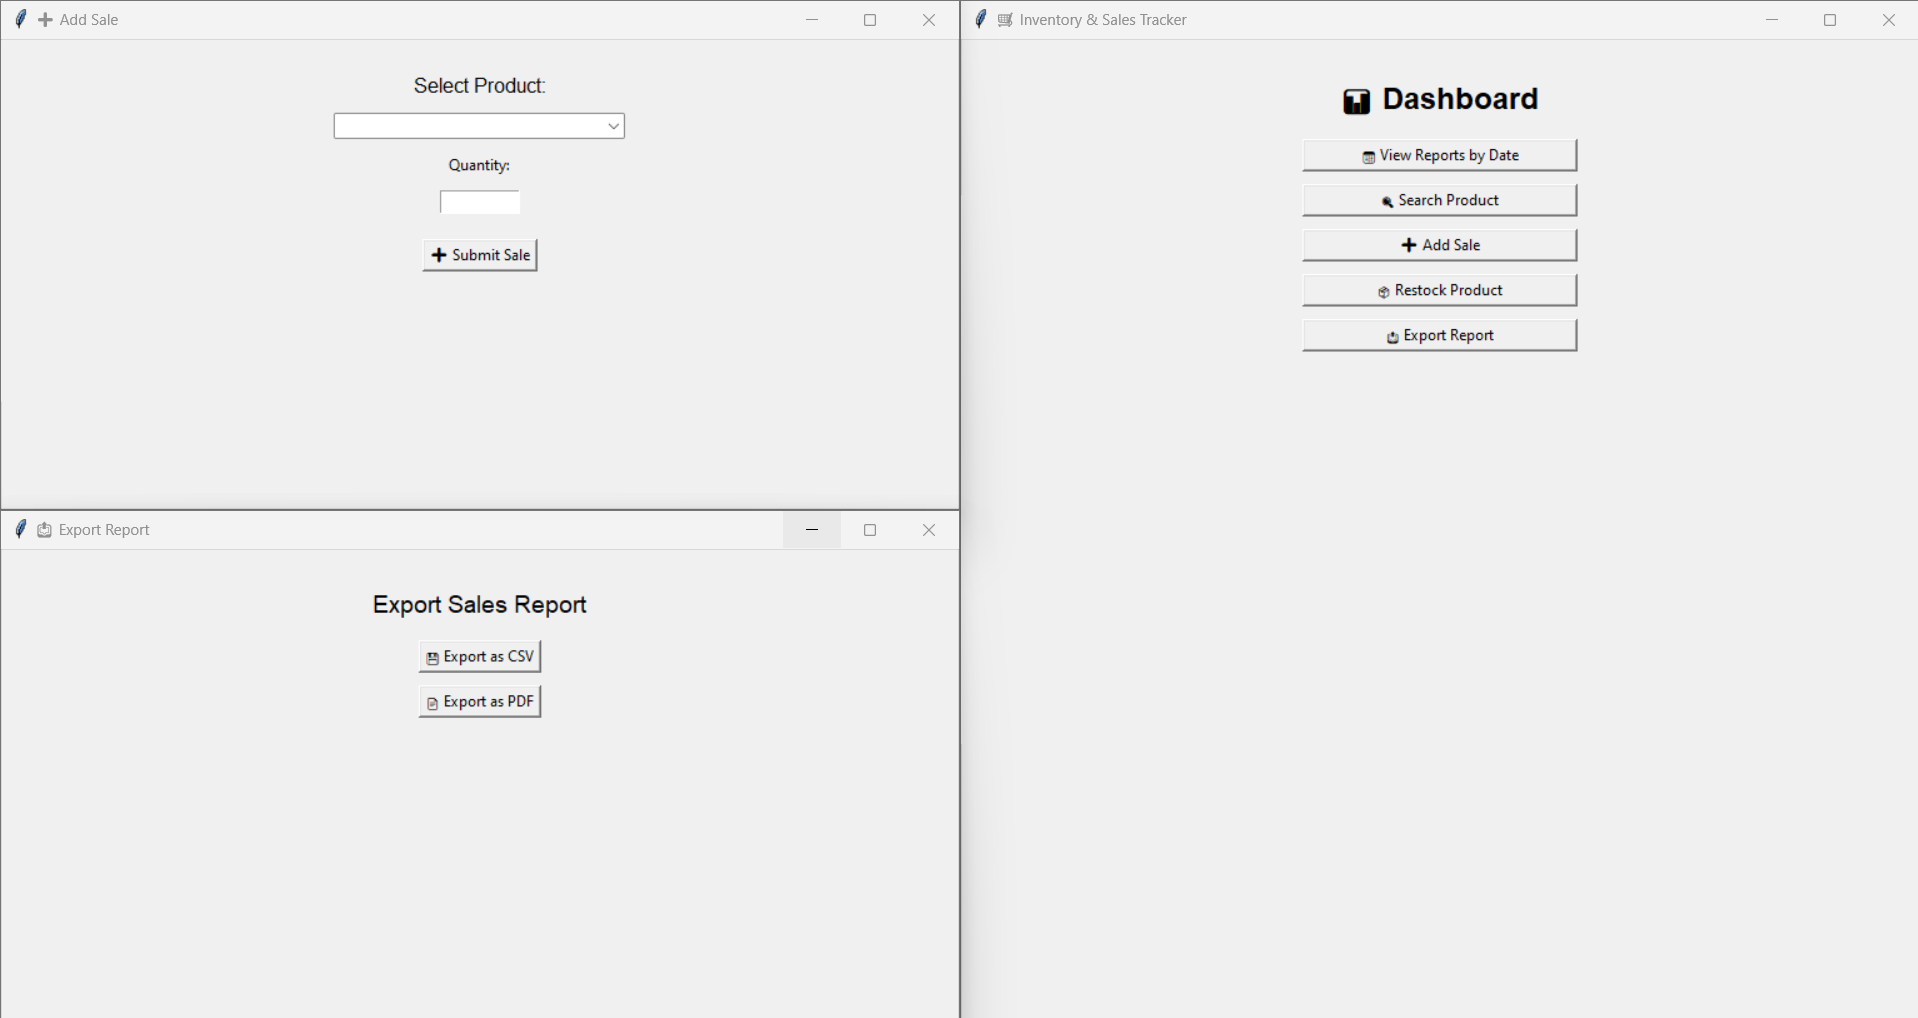 Add Sale
Select Product:
Quantity:
Submit Sale
Export Report
Export Sales Report
Export as CSV
Export as PDF
Inventory & Sales Tracker
Dashboard
View Reports by Date
Search Product
Add Sale
Restock Product
Export Report